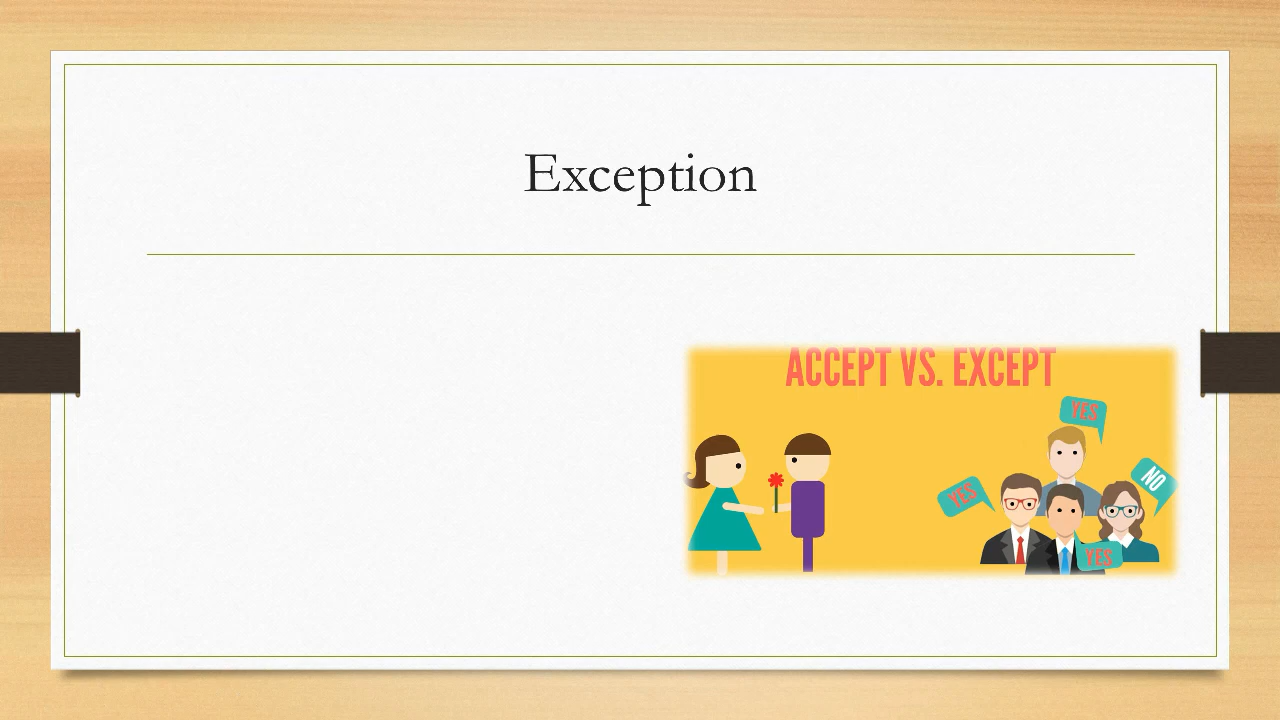 Exception
ACCEPT VS. EXCEPT
YES
YES
NO
YES